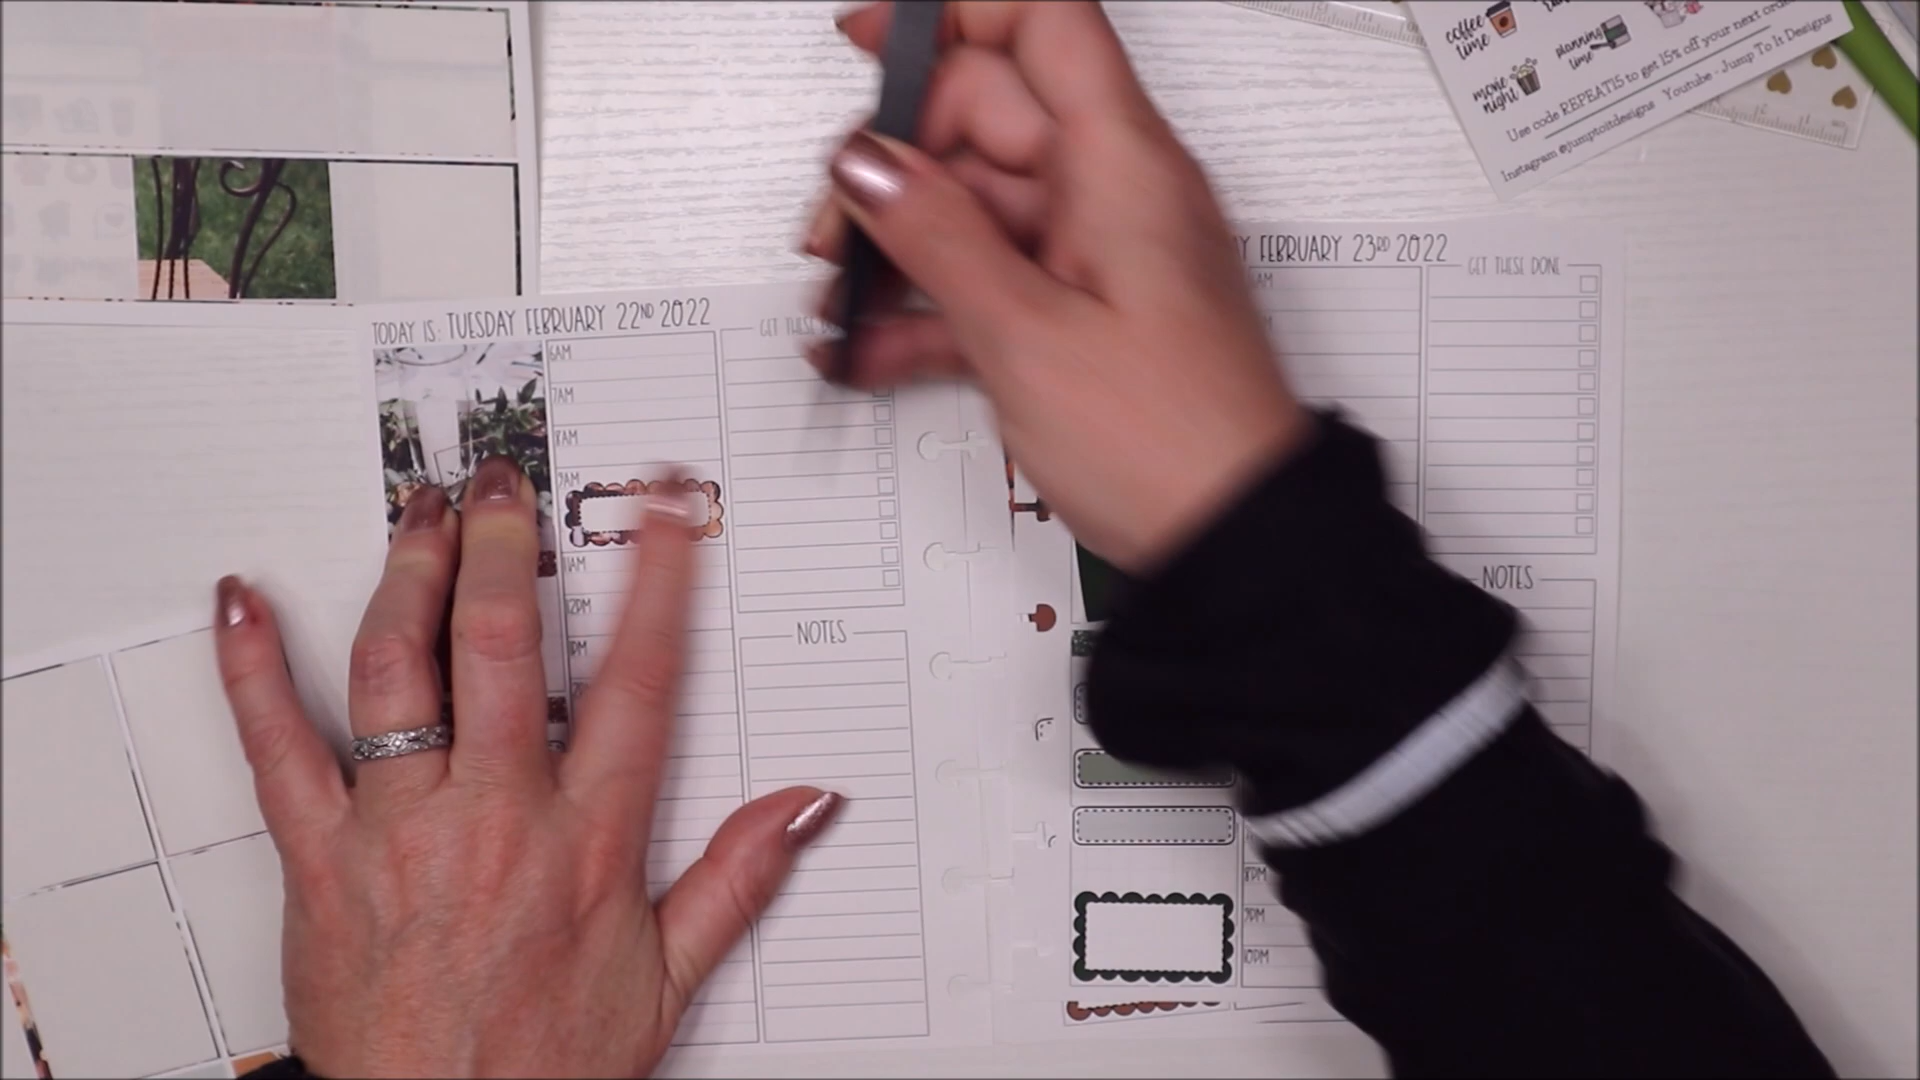 coffee
time
planning
time
movie
night
Use code REPEAT15 to get 15% off your next order
Instagram @jumptoitdesigns Youtube - Jump To It Designs
TODAY IS: TUESDAY FEBRUARY 22ND 2022
GET THESE
6AM
7AM
8AM
9AM
11AM
12PM
1PM
NOTES
FEBRUARY 23RD 2022
GET THESE DONE
NOTES
8PM
9PM
10PM